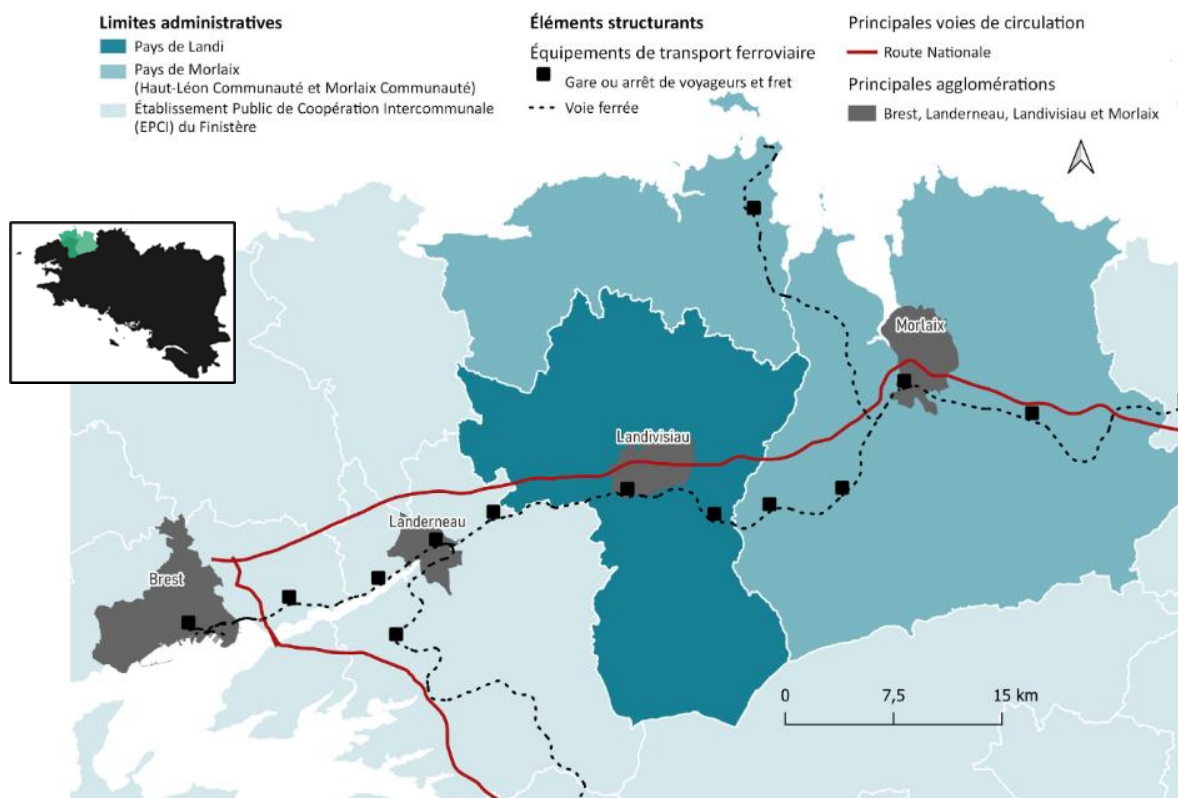 Limites administratives
Pays de Landi
Pays de Morlaix
(Haut-Léon Communauté et Morlaix Communauté)
Établissement Public de Coopération Intercommunale
(EPCI) du Finistère
Éléments structurants
Équipements de transport ferroviaire
Gare ou arrêt de voyageurs et fret
Voie ferrée
Principales voies de circulation
Route Nationale
Principales agglomérations
Brest, Landerneau, Landivisiau et Morlaix
Morlaix
Landivisiau
Landerneau
Brest
0 7,5 15 km